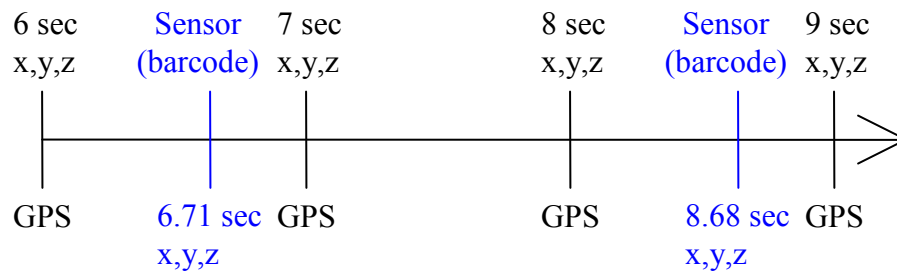 6 sec
x,y,z
Sensor
(barcode)
7 sec
x,y,z
8 sec
x,y,z
Sensor
(barcode)
9 sec
x,y,z
GPS
6.71 sec
x,y,z
GPS
GPS
8.68 sec
x,y,z
GPS